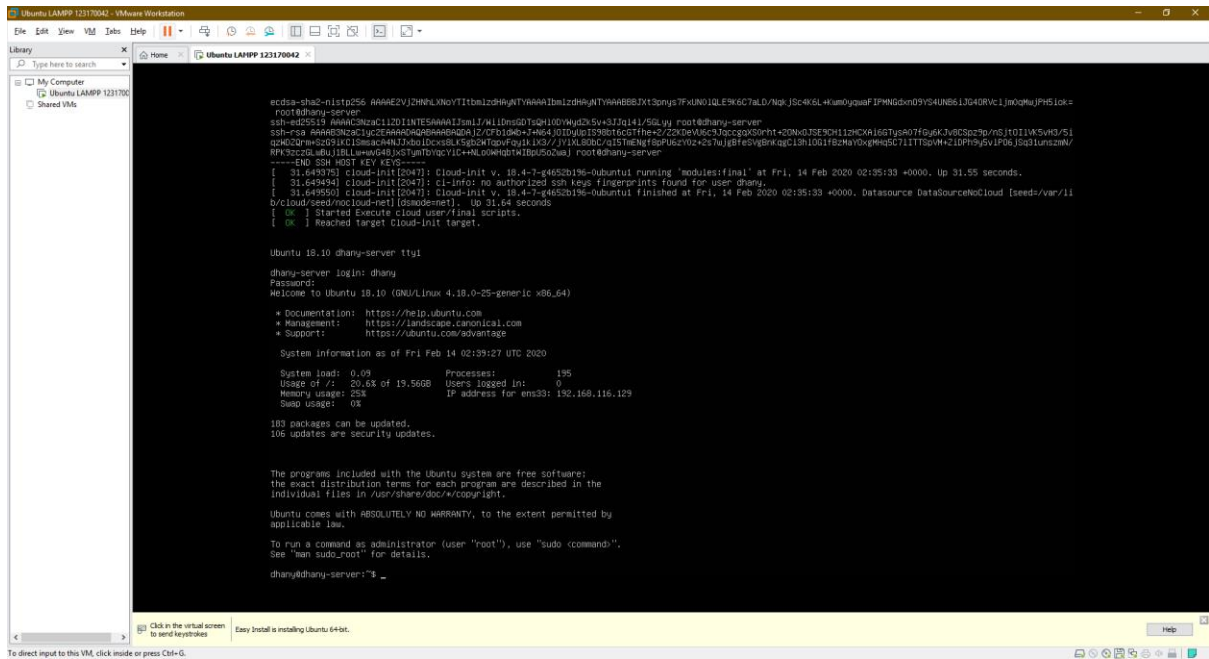 Ubuntu LAMPP 123170042 - VMware Workstation
File Edit View VM Tabs Help
Library
Type here to search
Home
Ubuntu LAMPP 123170042
My Computer
Ubuntu LAMPP 1231700
Shared VMs
root@dhany-server
root@dhany-server
root@dhany-server
-----END SSH HOST KEY KEYS-----
[ 31.649375] cloud-init[2047]: Cloud-init v. 18.4-7-g4652b196-0ubuntu1 running 'modules:final' at Fri, 14 Feb 2020 02:35:33 +0000. Up 31.55 seconds
[ 31.649494] cloud-init[2047]: ci-info: no authorized ssh keys fingerprints found for user dhany.
[ 31.649550] cloud-init[2047]: Cloud-init v. 18.4-7-g4652b196-0ubuntu1 finished at Fri, 14 Feb 2020 02:35:33 +0000. Datasource DataSourceNoCloud [seed=/var/li
b/cloud/seed/nocloud-net][dsmode=net]. Up 31.64 seconds
[ OK ] Started Execute cloud user/final scripts.
[ OK ] Reached target Cloud-init target.
Ubuntu 18.10 dhany-server tty1
dhany-server login: dhany
Password:
Welcome to Ubuntu 18.10 (GNU/Linux 4.18.0-25-generic x86_64)
* Documentation: https://help.ubuntu.com
* Management: https://landscape.canonical.com
* Support: https://ubuntu.com/advantage
System information as of Fri Feb 14 02:39:27 UTC 2020
System load: 0.09 Processes: 195
Usage of /: 20.6% of 19.56GB Users logged in: 0
Memory usage: 25% IP address for ens33: 192.168.116.129
Swap usage: 0%
183 packages can be updated.
106 updates are security updates.
The programs included with the Ubuntu system are free software;
the exact distribution terms for each program are described in the
individual files in /usr/share/doc/*/copyright.
Ubuntu comes with ABSOLUTELY NO WARRANTY, to the extent permitted by
applicable law.
To run a command as administrator (user "root"), use "sudo <command>".
See "man sudo_root" for details.
dhany@dhany-server:~$ _
Click in the virtual screen
to send keystrokes
Easy Install is installing Ubuntu 64-bit.
Help
To direct input to this VM, click inside or press Ctrl+G.